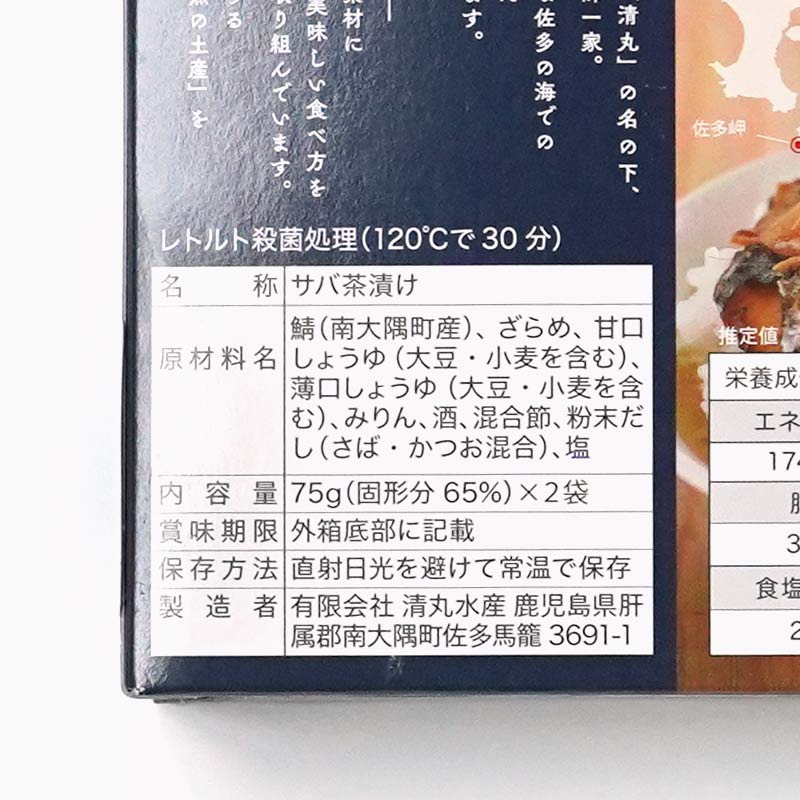 清丸」の名の下、
一家。
な佐多の海での
ます。
素材に
美味しい食べ方を
取り組んでいます。
る
魚の土産」を
佐多岬
レトルト殺菌処理(120℃で30分)
名称 サバ茶漬け
原材料名 鯖(南大隅町産)、ざらめ、甘口
しょうゆ(大豆・小麦を含む)、
薄口しょうゆ(大豆・小麦を含
む)、みりん、酒、混合節、粉末だ
し(さば・かつお混合)、塩
内容量 75g(固形分65%)×2袋
賞味期限 外箱底部に記載
保存方法 直射日光を避けて常温で保存
製造者 有限会社 清丸水産 鹿児島県肝
属郡南大隅町佐多馬籠 3691-1
推定値
栄養成
エネ
174
3
食塩
2